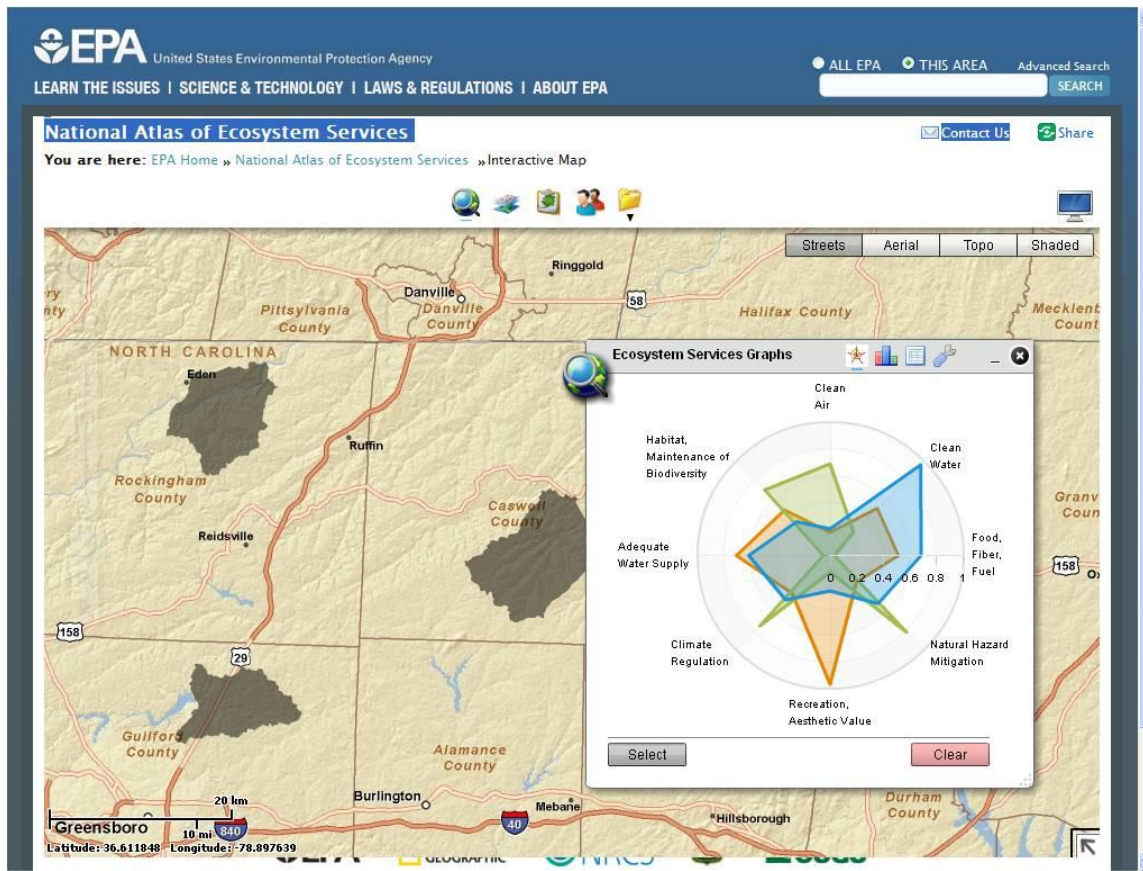 EPA United States Environmental Protection Agency
ALL EPA THIS AREA Advanced Search
LEARN THE ISSUES | SCIENCE & TECHNOLOGY | LAWS & REGULATIONS | ABOUT EPA
SEARCH
National Atlas of Ecosystem Services
Contact Us
Share
You are here: EPA Home » National Atlas of Ecosystem Services » Interactive Map
Streets Aerial Topo Shaded
Ringgold
Danville
Danville
County
58
Pittsylvania
County
Halifax County
NORTH CAROLINA
Eden
Ruffin
Rockingham
County
Caswell
County
Reidsville
158
29
Guilford
County
Alamance
County
Burlington
Mebane
Hillsborough
Durham
County
158
40
840
20 km
10 mi
Greensboro
Latitude: 36.611848 Longitude: -78.897639
Ecosystem Services Graphs
Clean
Air
Clean
Water
Food,
Fiber,
Fuel
Natural Hazard
Mitigation
Recreation,
Aesthetic Value
Climate
Regulation
Adequate
Water Supply
Habitat,
Maintenance of
Biodiversity
0 0.2 0.4 0.6 0.8 1
Select
Clear